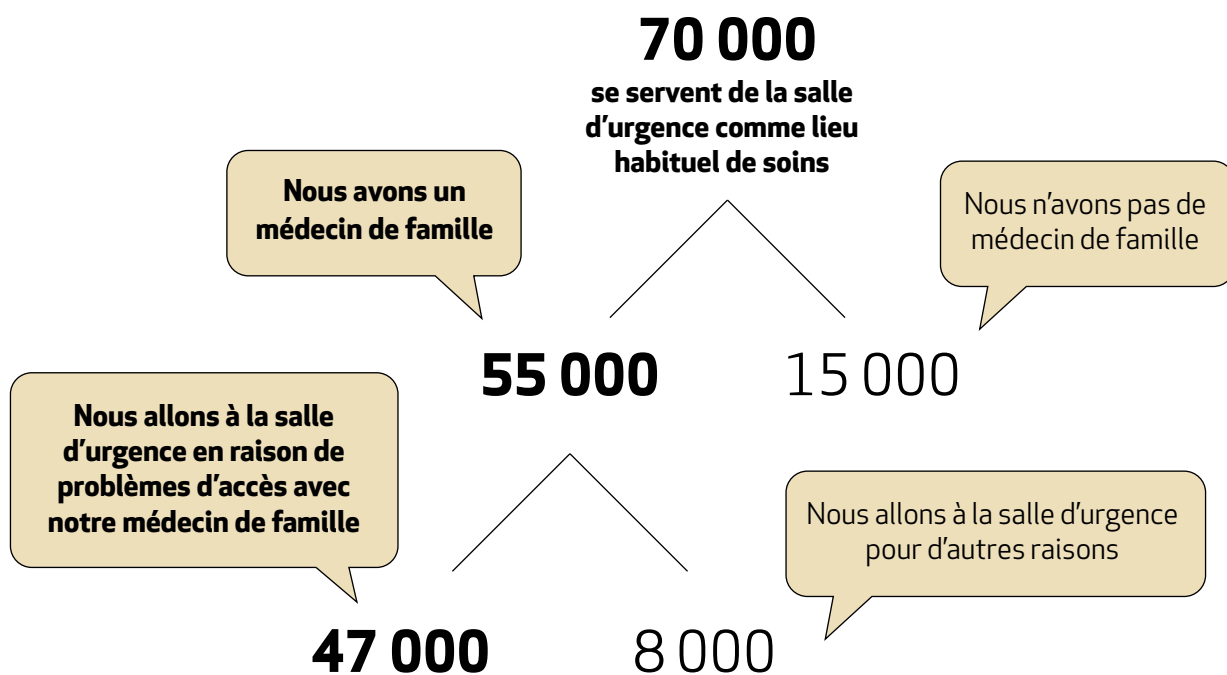 70 000
se servent de la salle
d'urgence comme lieu
habituel de soins
Nous avons un
médecin de famille
Nous n'avons pas de
médecin de famille
55 000
15 000
Nous allons à la salle
d'urgence en raison de
problèmes d'accès avec
notre médecin de famille
Nous allons à la salle d'urgence
pour d'autres raisons
47 000
8 000